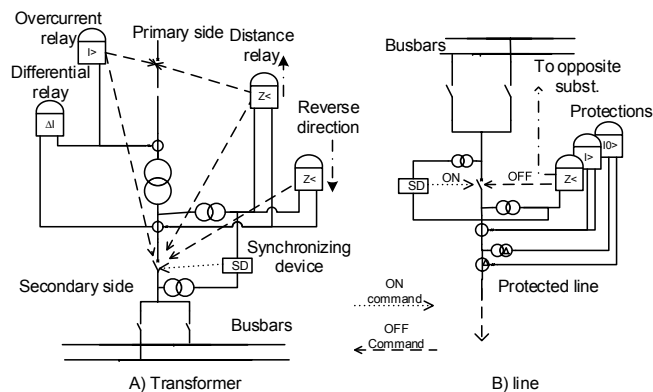 Overcurrent
relay
Primary side
Distance
relay
I>
Differential
relay
Z<
ΔI
Reverse
direction
Z<
Synchronizing
device
SD
Secondary side
Busbars
A) Transformer
Busbars
To opposite
subst.
Protections
I0>
I>
Z<
ON
OFF
SD
Protected line
ON
command
OFF
Command
B) line